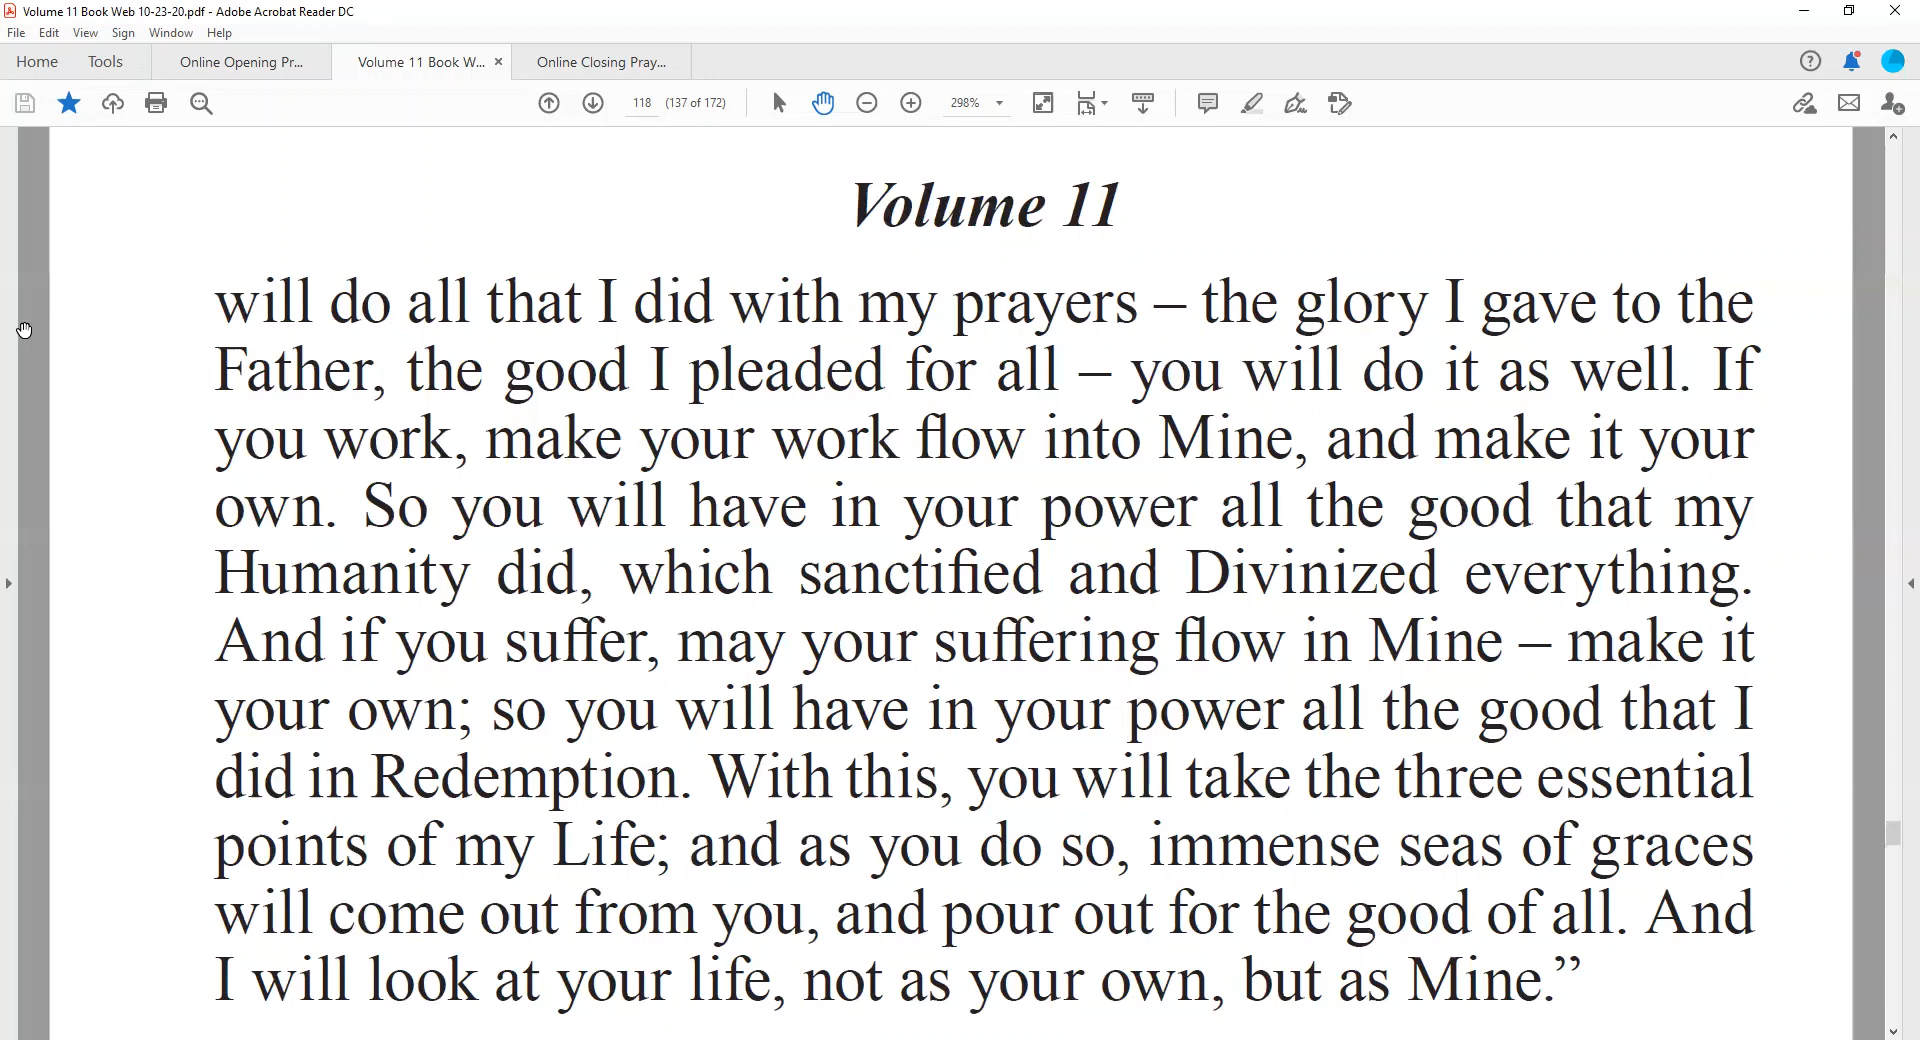 Volume 11 Book Web 10-23-20.pdf - Adobe Acrobat Reader DC
File Edit View Sign Window Help
Home Tools Online Opening Pr... Volume 11 Book W... × Online Closing Pray...
118 (137 of 172) 298%
Volume 11
will do all that I did with my prayers – the glory I gave to the
Father, the good I pleaded for all – you will do it as well. If
you work, make your work flow into Mine, and make it your
own. So you will have in your power all the good that my
Humanity did, which sanctified and Divinized everything.
And if you suffer, may your suffering flow in Mine – make it
your own; so you will have in your power all the good that I
did in Redemption. With this, you will take the three essential
points of my Life; and as you do so, immense seas of graces
will come out from you, and pour out for the good of all. And
I will look at your life, not as your own, but as Mine.”